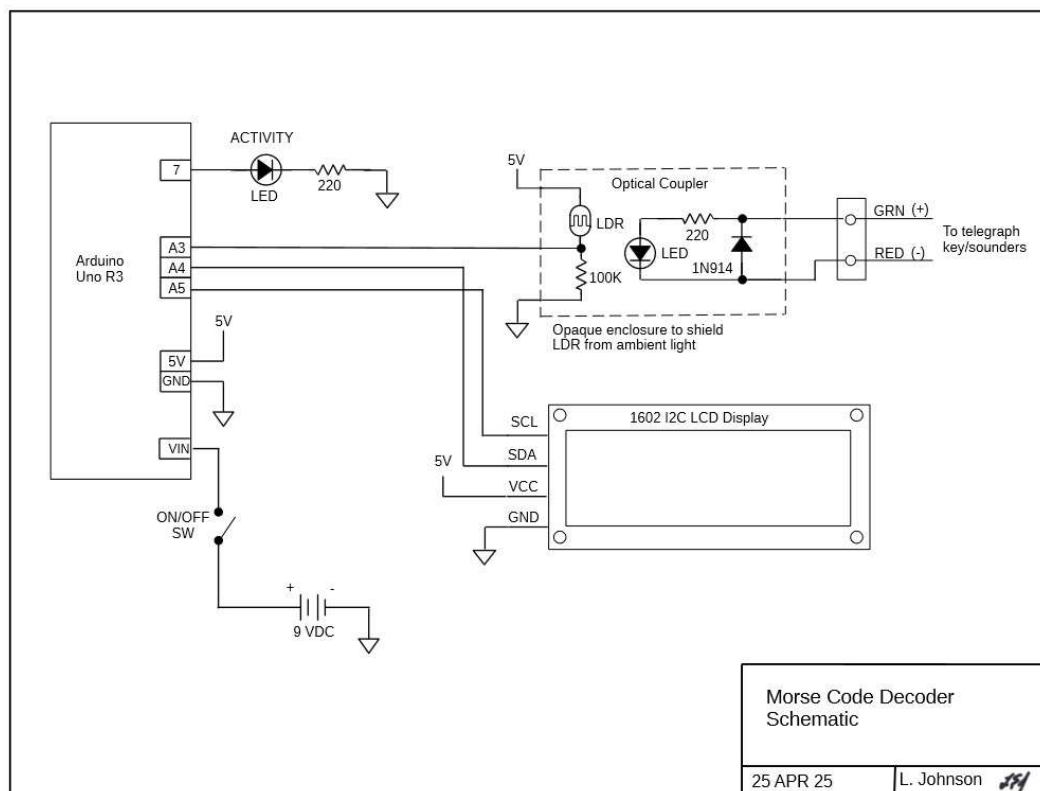 ACTIVITY
7
LED
220
Arduino
Uno R3
A3
A4
A5
5V
5V
GND
VIN
ON/OFF
SW
+
-
9 VDC
5V
Optical Coupler
LDR
100K
LED
220
1N914
GRN (+)
RED (-)
To telegraph
key/sounders
Opaque enclosure to shield
LDR from ambient light
1602 I2C LCD Display
SCL
SDA
5V
VCC
GND
Morse Code Decoder
Schematic
25 APR 25
L. Johnson